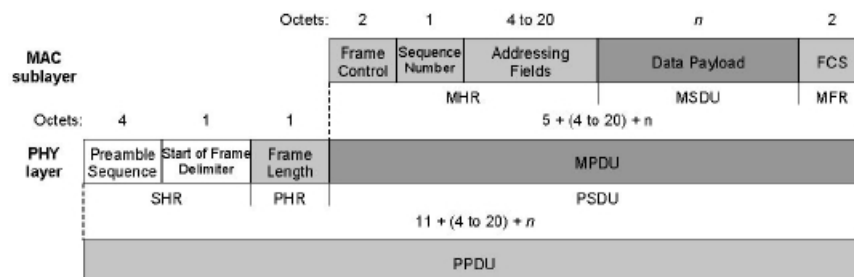 Octets: 2 1 4 to 20 n 2
MAC sublayer
Frame Control
Sequence Number
Addressing Fields
Data Payload
FCS
MHR MSDU MFR
Octets: 4 1 1 5 + (4 to 20) + n
PHY layer
Preamble Sequence
Start of Frame Delimiter
Frame Length
MPDU
SHR PHR PSDU
11 + (4 to 20) + n
PPDU